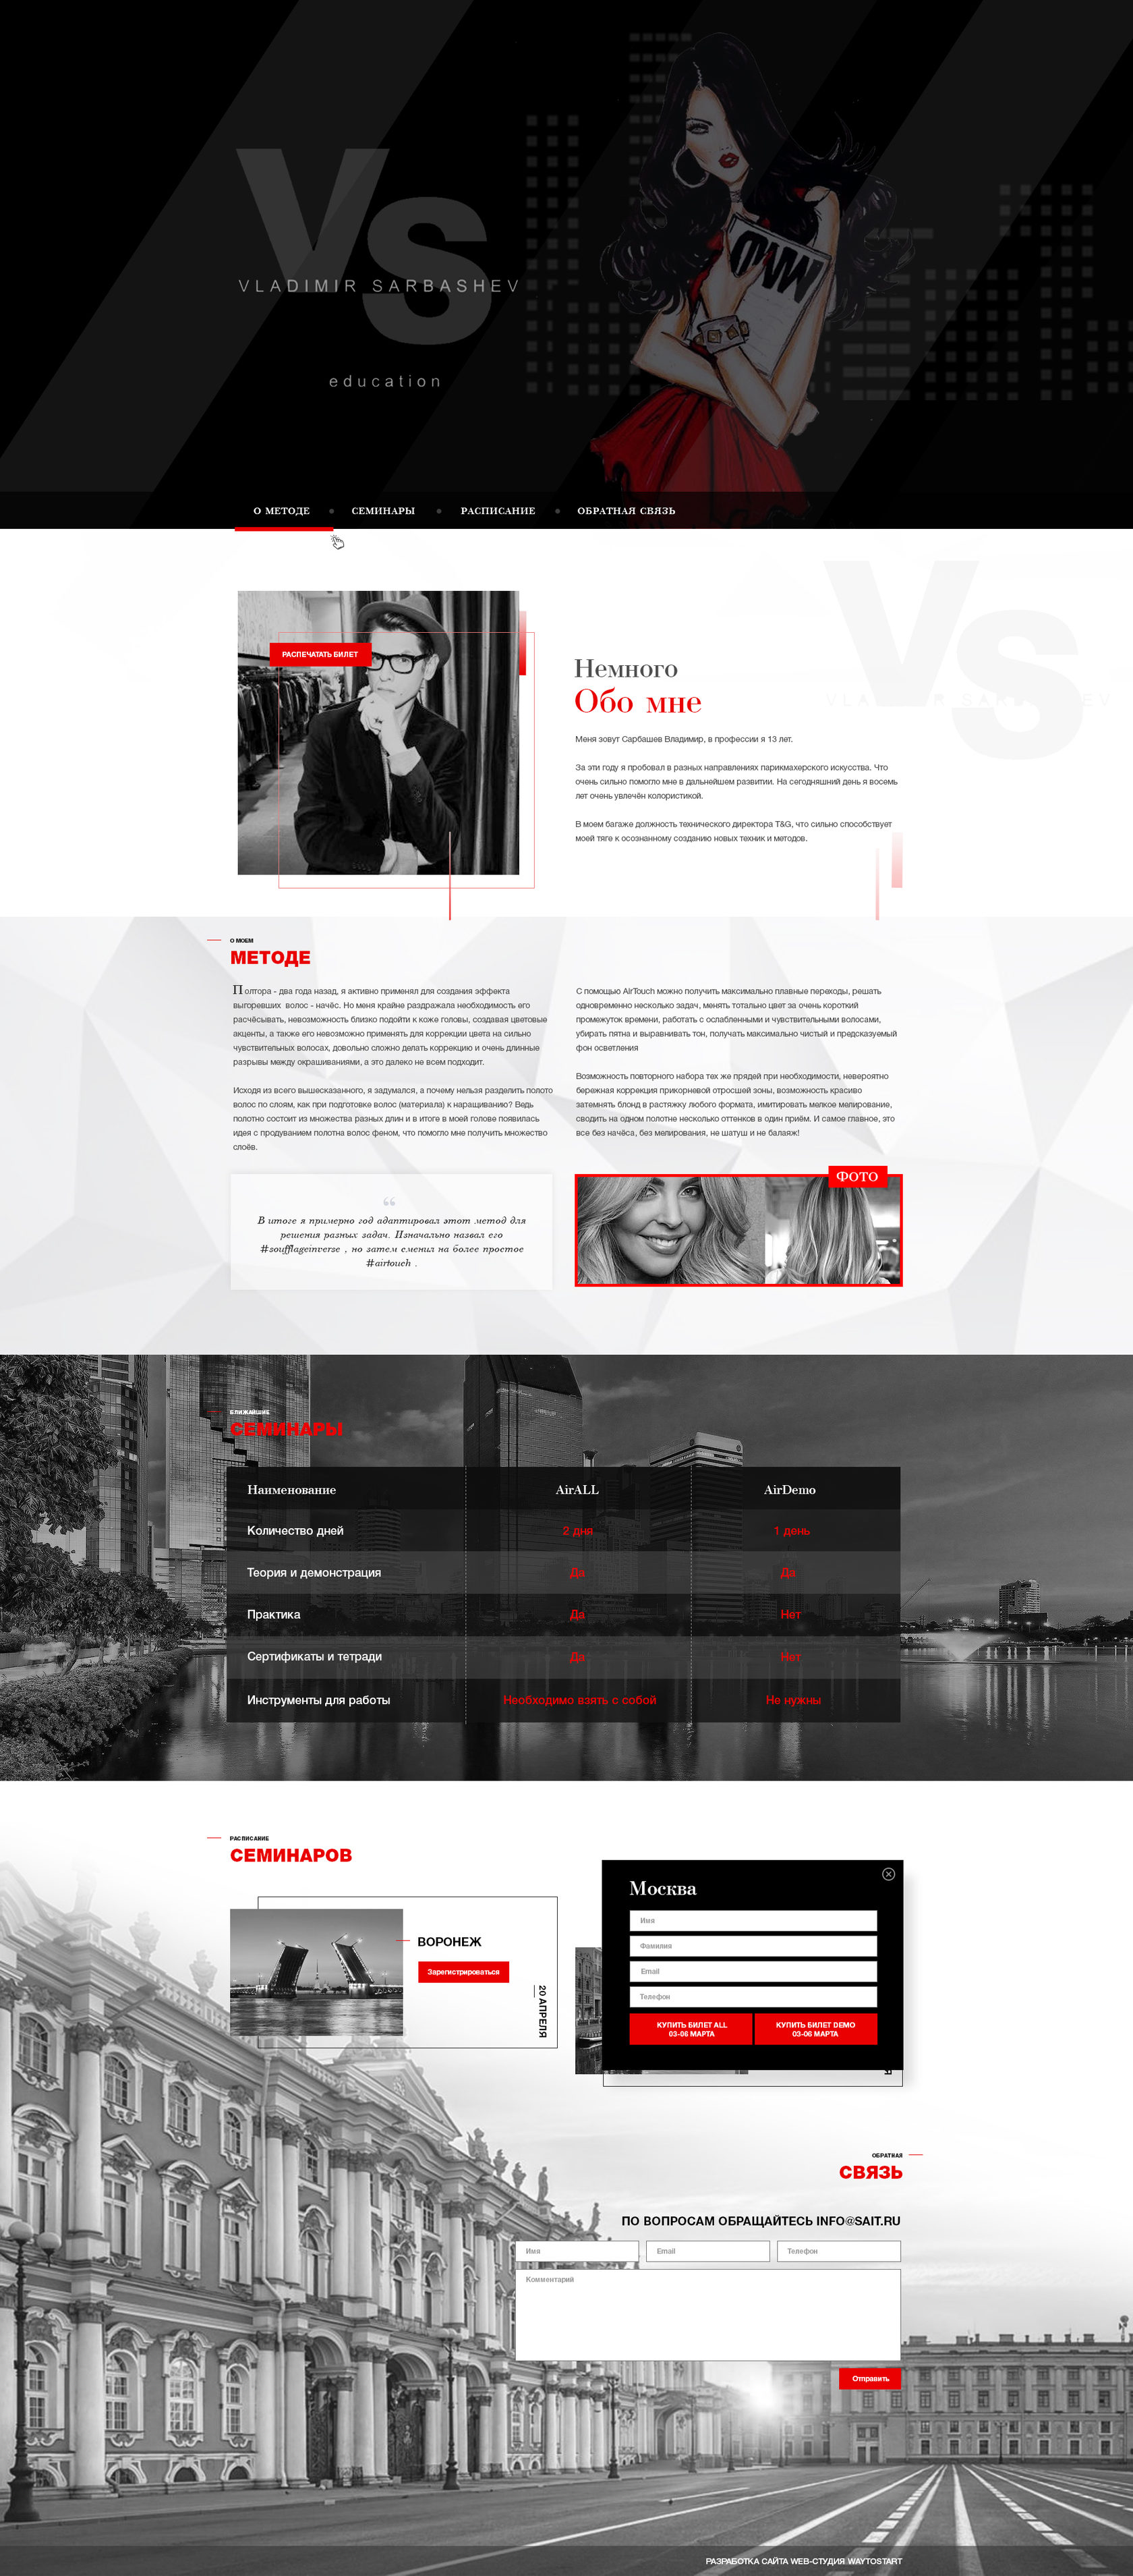 Vs
VLADIMIR SARBASHEV
education
О МЕТОДЕ
СЕМИНАРЫ
РАСПИСАНИЕ
ОБРАТНАЯ СВЯЗЬ
Vs
VLADIMIR SARBASHEV
РАСПЕЧАТАТЬ БИЛЕТ
Немного
Обо мне
Меня зовут Сарбашев Владимир, в профессии я 13 лет.
За эти году я пробовал в разных направлениях парикмахерского искусства. Что
очень сильно помогло мне в дальнейшем развитии. На сегодняшний день я восемь
лет очень увлечён колористикой.
В моем багаже должность технического директора T&G, что сильно способствует
моей тяге к осознанному созданию новых техник и методов.
О МОЕМ
МЕТОДЕ
Полтора - два года назад, я активно применял для создания эффекта
выгоревших волос - начёс. Но меня крайне раздражала необходимость его
расчёсывать, невозможность близко подойти к коже головы, создавая цветовые
акценты, а также его невозможно применять для коррекции цвета на сильно
чувствительных волосах, довольно сложно делать коррекцию и очень длинные
разрывы между окрашиваниями, а это далеко не всем подходит.
Исходя из всего вышесказанного, я задумался, а почему нельзя разделить полото
волос по слоям, как при подготовке волос (материала) к наращиванию? Ведь
полотно состоит из множества разных длин и в итоге в моей голове появилась
идея с продуванием полотна волос феном, что помогло мне получить множество
слоёв.
С помощью AirTouch можно получить максимально плавные переходы, решать
одновременно несколько задач, менять тотально цвет за очень короткий
промежуток времени, работать с ослабленными и чувствительными волосами,
убирать пятна и выравнивать тон, получать максимально чистый и предсказуемый
фон осветления
Возможность повторного набора тех же прядей при необходимости, невероятно
бережная коррекция прикорневой отросшей зоны, возможность красиво
затемнять блонд в растяжку любого формата, имитировать мелкое мелирование,
сводить на одном полотне несколько оттенков в один приём. И самое главное, это
все без начёса, без мелирования, не шатуш и не балаяж!
“
В итоге я примерно год адаптировал этот метод для
решения разных задач. Изначально назвал его
#soufflageinverse , но затем сменил на более простое
#airtouch .
ФОТО
БЛИЖАЙШИЕ
СЕМИНАРЫ
Наименование AirALL AirDemo
Количество дней 2 дня 1 день
Теория и демонстрация Да Да
Практика Да Нет
Сертификаты и тетради Да Нет
Инструменты для работы Необходимо взять с собой Не нужны
РАСПИСАНИЕ
СЕМИНАРОВ
ВОРОНЕЖ
Зарегистрироваться
20 АПРЕЛЯ
Москва
Имя
Фамилия
Email
Телефон
КУПИТЬ БИЛЕТ ALL
03-06 МАРТА
КУПИТЬ БИЛЕТ DEMO
03-06 МАРТА
Я
ОБРАТНАЯ
СВЯЗЬ
ПО ВОПРОСАМ ОБРАЩАЙТЕСЬ INFO@SAIT.RU
Имя
Email
Телефон
Комментарий
Отправить
РАЗРАБОТКА САЙТА WEB-СТУДИЯ WAYTOSTART